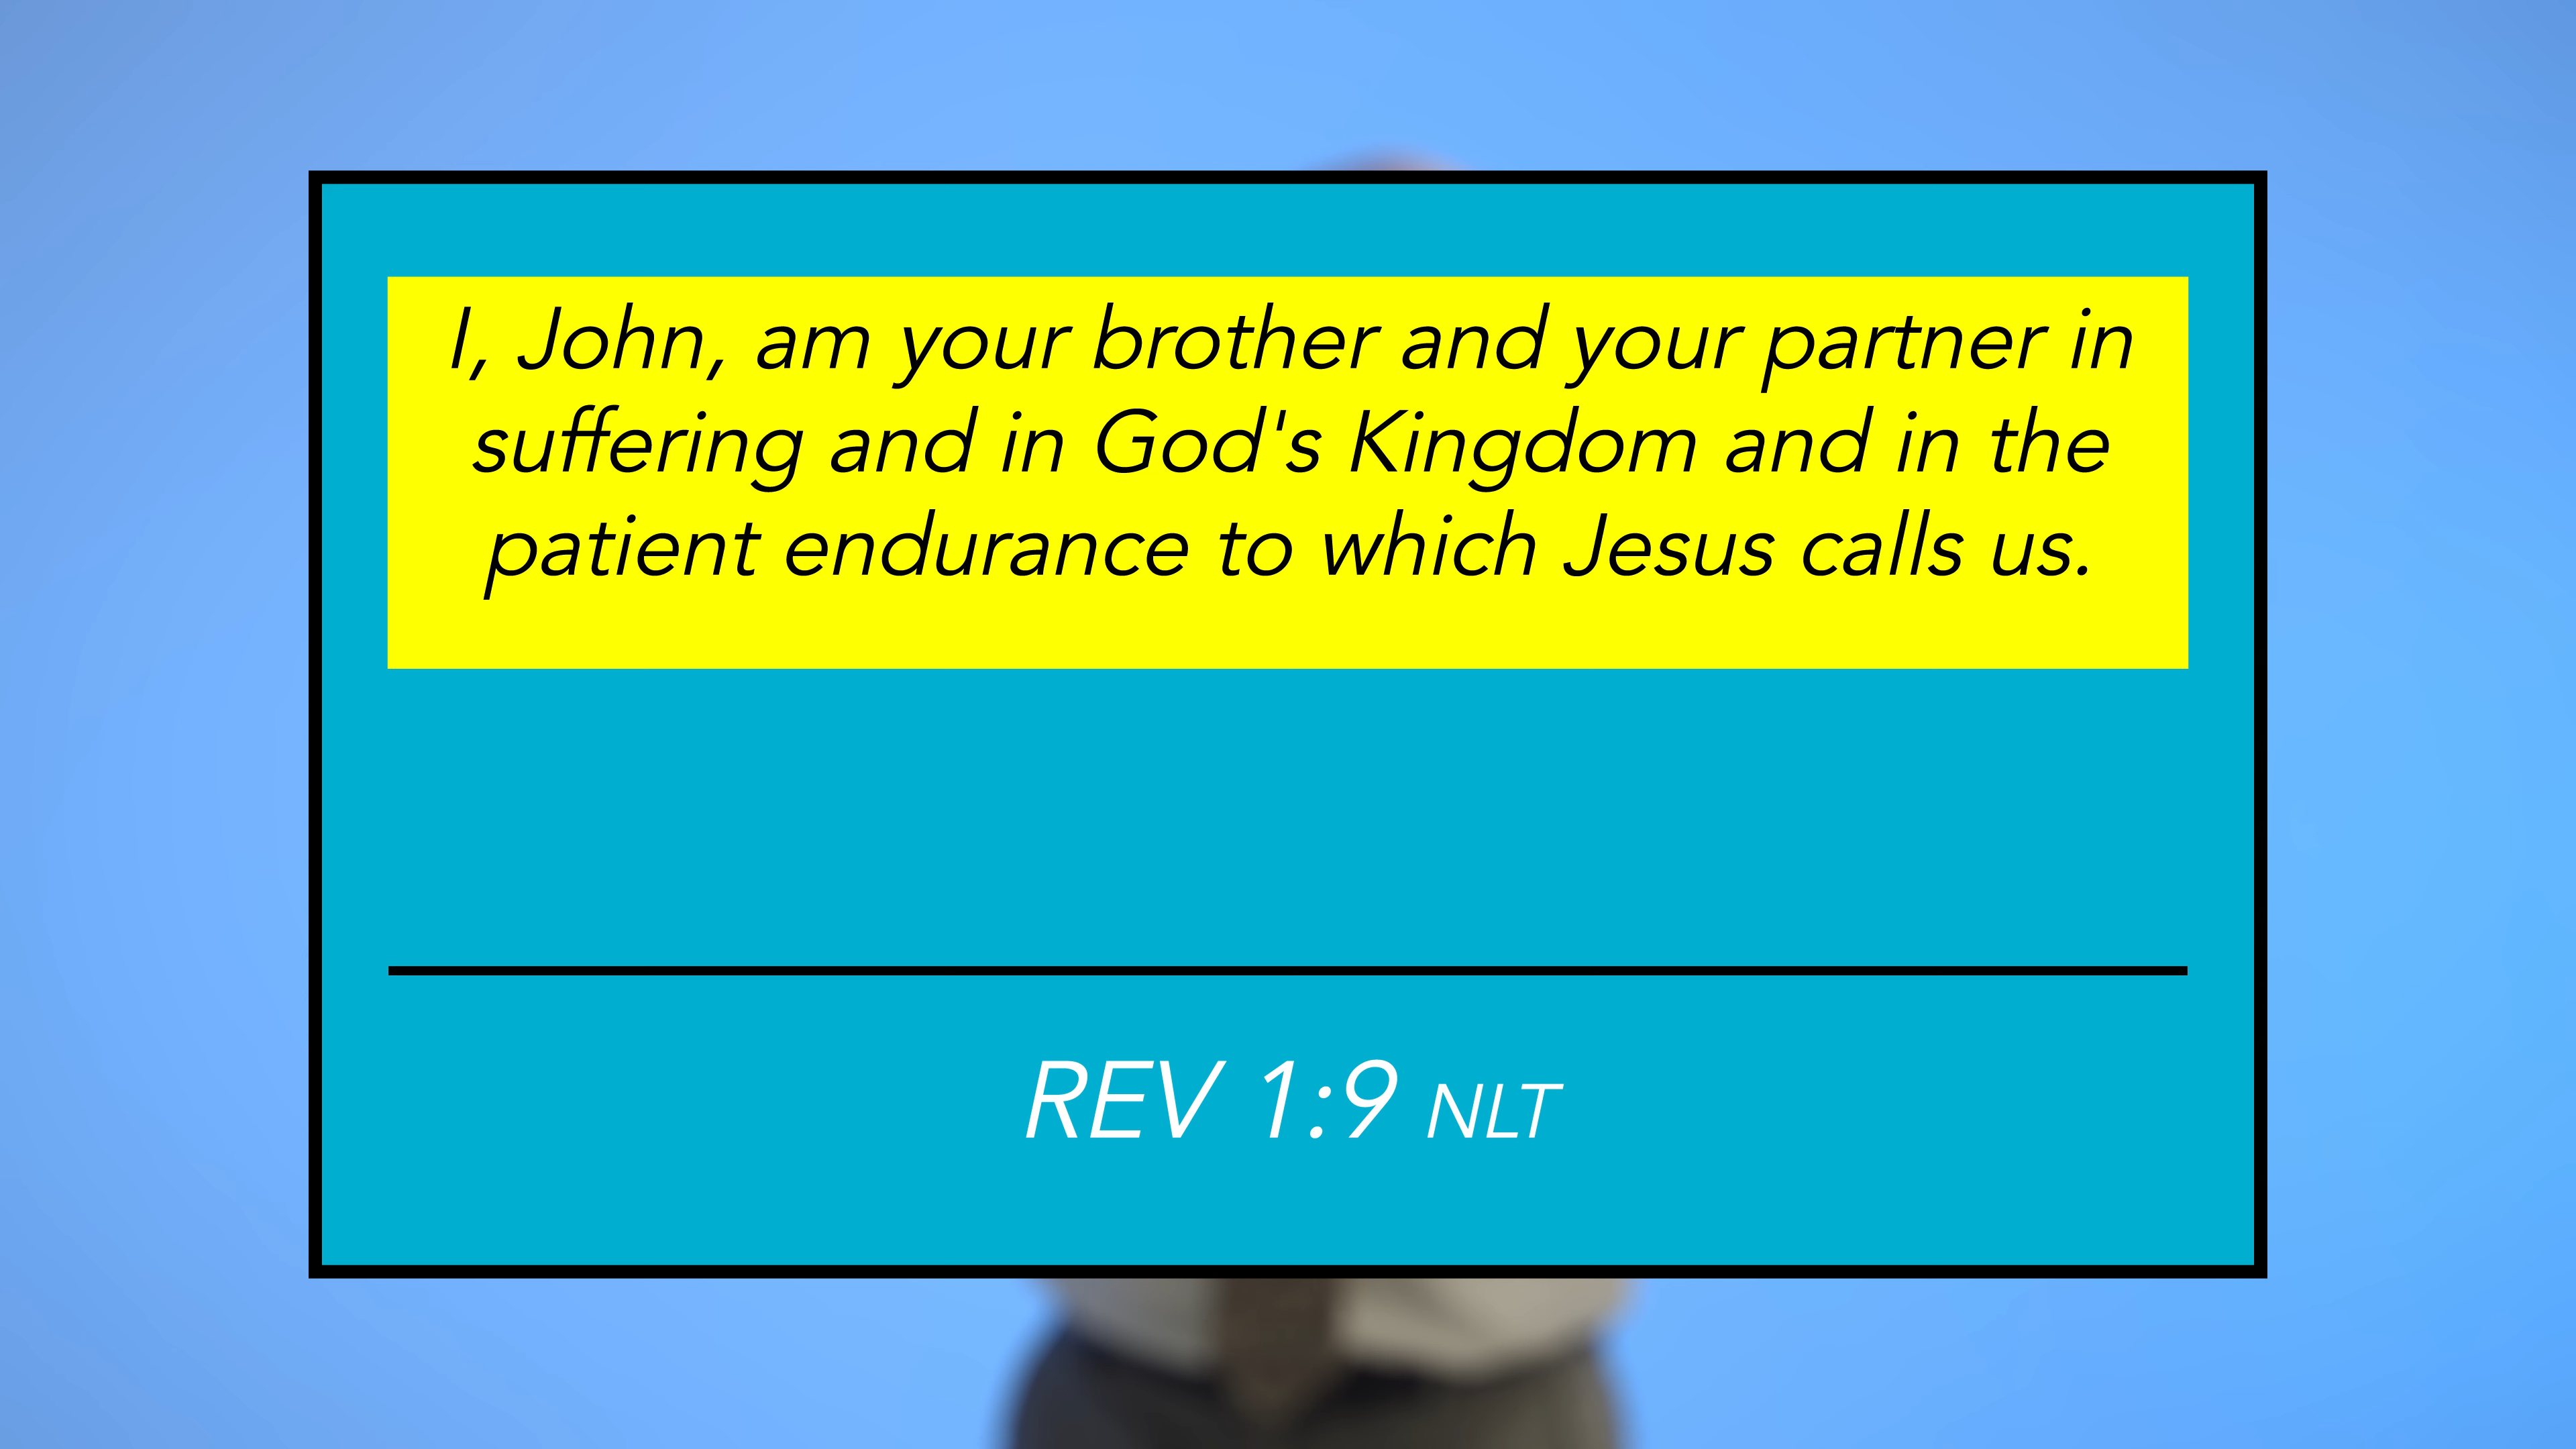 I, John, am your brother and your partner in
suffering and in God's Kingdom and in the
patient endurance to which Jesus calls us.
REV 1:9 NLT